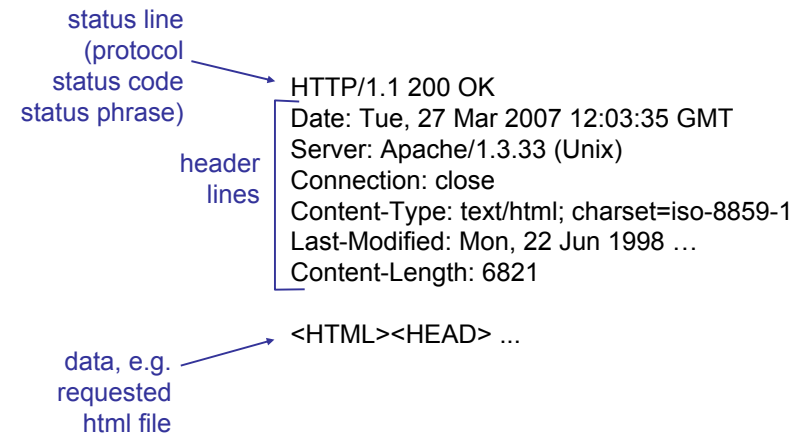 status line
(protocol
status code
status phrase)
HTTP/1.1 200 OK
Date: Tue, 27 Mar 2007 12:03:35 GMT
Server: Apache/1.3.33 (Unix)
Connection: close
Content-Type: text/html; charset=iso-8859-1
Last-Modified: Mon, 22 Jun 1998 …
Content-Length: 6821
header
lines
<HTML><HEAD> ...
data, e.g.
requested
html file